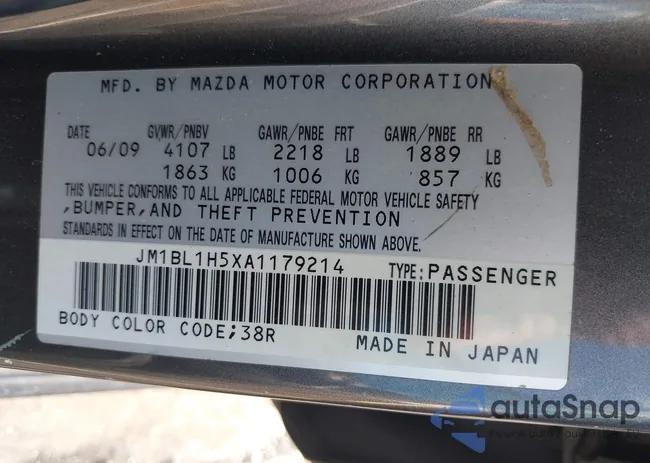 MFD. BY MAZDA MOTOR CORPORATION
DATE GVWR/PNBV GAWR/PNBE FRT GAWR/PNBE RR
06/09 4107 LB 2218 LB 1889 LB
1863 KG 1006 KG 857 KG
THIS VEHICLE CONFORMS TO ALL APPLICABLE FEDERAL MOTOR VEHICLE SAFETY
,BUMPER,AND THEFT PREVENTION
STANDARDS IN EFFECT ON THE DATE OF MANUFACTURE SHOWN ABOVE.
JM1BL1H5XA1179214 TYPE:PASSENGER
BODY COLOR CODE;38R
MADE IN JAPAN
autoSnap